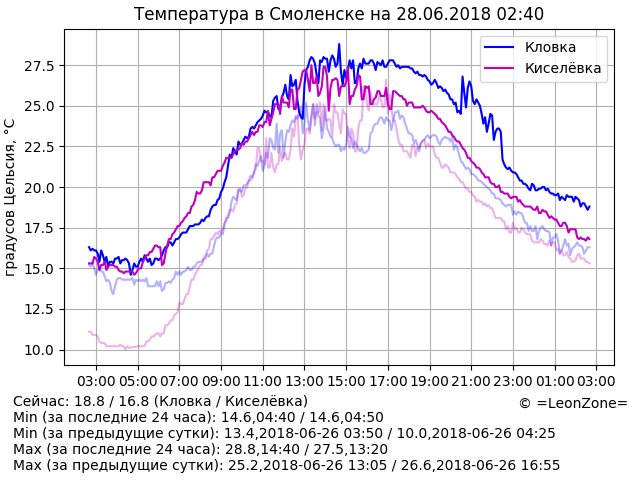 Температура в Смоленске на 28.06.2018 02:40
градусов Цельсия, °C
27.5
25.0
22.5
20.0
17.5
15.0
12.5
10.0
Кловка
Киселёвка
03:00 05:00 07:00 09:00 11:00 13:00 15:00 17:00 19:00 21:00 23:00 01:00 03:00
© =LeonZone=
Сейчас: 18.8 / 16.8 (Кловка / Киселёвка)
Min (за последние 24 часа): 14.6,04:40 / 14.6,04:50
Min (за предыдущие сутки): 13.4,2018-06-26 03:50 / 10.0,2018-06-26 04:25
Max (за последние 24 часа): 28.8,14:40 / 27.5,13:20
Max (за предыдущие сутки): 25.2,2018-06-26 13:05 / 26.6,2018-06-26 16:55